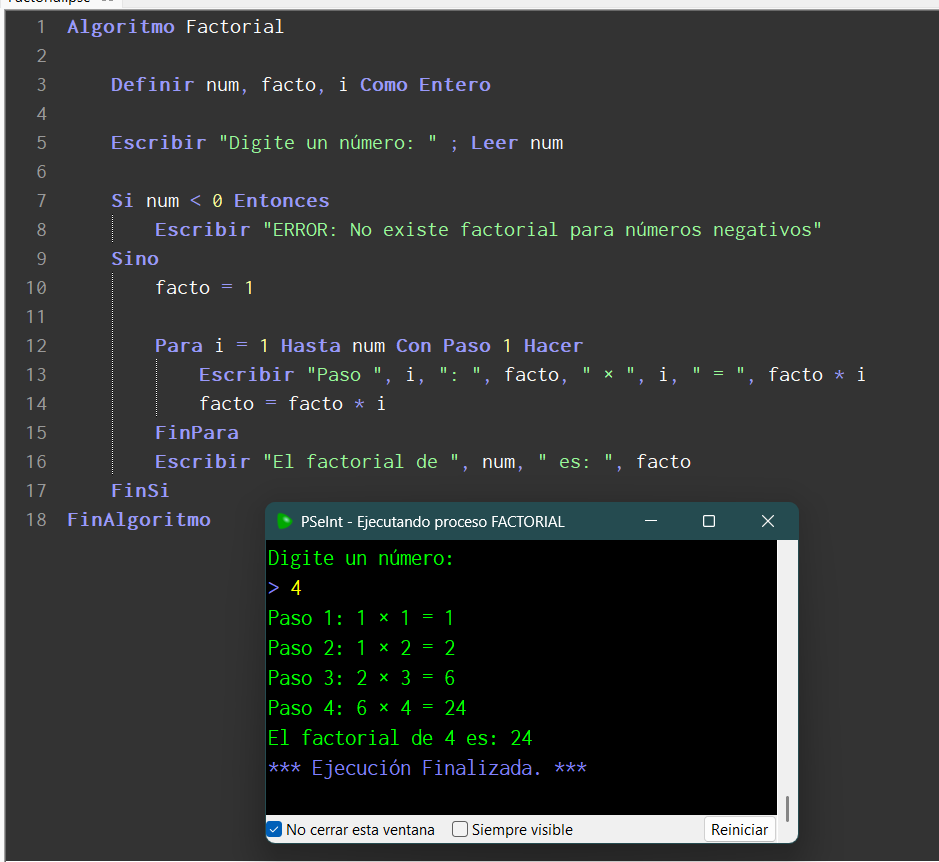 1 Algoritmo Factorial
2
3 Definir num, facto, i Como Entero
4
5 Escribir "Digite un número: " ; Leer num
6
7 Si num < 0 Entonces
8 Escribir "ERROR: No existe factorial para números negativos"
9 Sino
10 facto = 1
11
12 Para i = 1 Hasta num Con Paso 1 Hacer
13 Escribir "Paso ", i, ": ", facto, " × ", i, " = ", facto * i
14 facto = facto * i
15 FinPara
16 Escribir "El factorial de ", num, " es: ", facto
17 FinSi
18 FinAlgoritmo
PSeInt - Ejecutando proceso FACTORIAL
Digite un número:
> 4
Paso 1: 1 × 1 = 1
Paso 2: 1 × 2 = 2
Paso 3: 2 × 3 = 6
Paso 4: 6 × 4 = 24
El factorial de 4 es: 24
*** Ejecución Finalizada. ***
No cerrar esta ventana Siempre visible Reiniciar